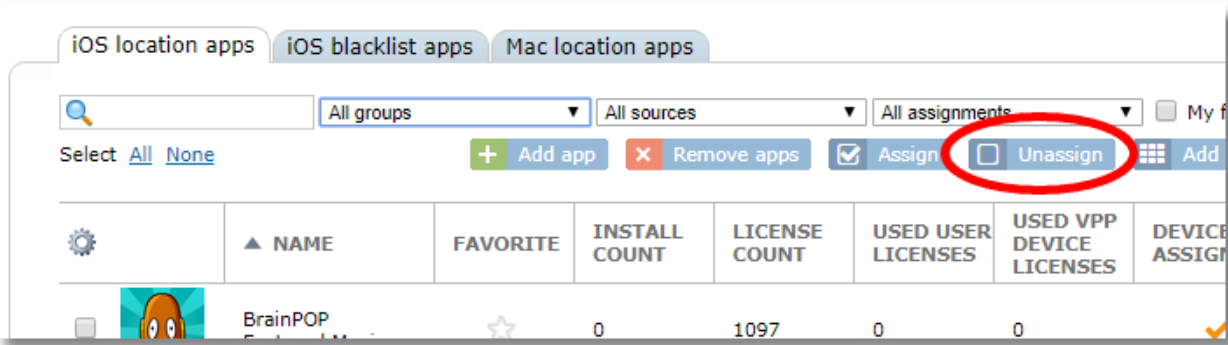 iOS location apps iOS blacklist apps Mac location apps
All groups All sources All assignments My
Select All None Add app Remove apps Assign Unassign Add
NAME FAVORITE INSTALL COUNT LICENSE COUNT USED USER LICENSES USED VPP DEVICE LICENSES DEVICE
BrainPOP
0 1097 0 0